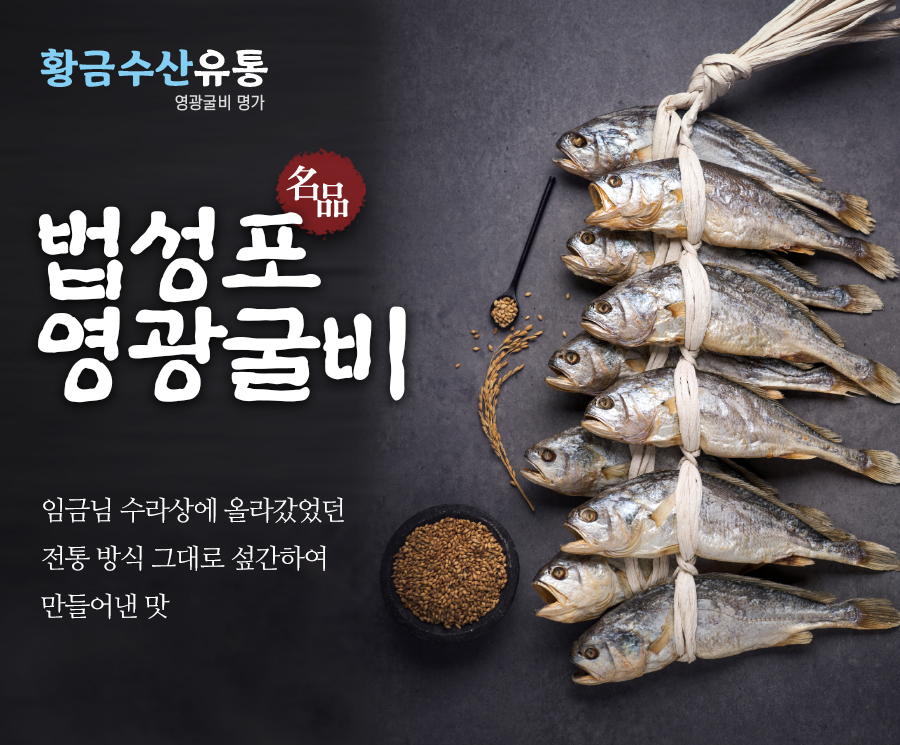 황금수산유통
영광굴비 명가
名品
법성포
영광굴비
임금님 수라상에 올라갔었던
전통 방식 그대로 섶간하여
만들어낸 맛